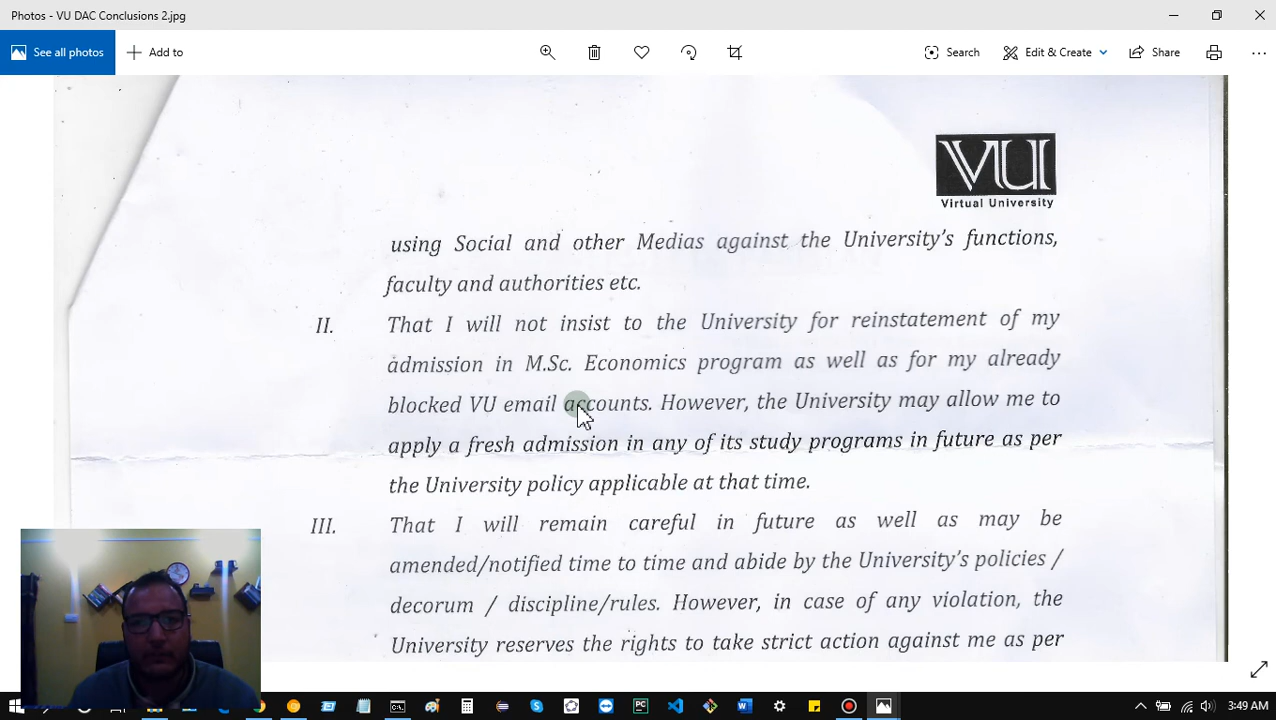 Photos - VU DAC Conclusions 2.jpg
See all photos
Add to
Search
Edit & Create
Share
VU
Virtual University
using Social and other Medias against the University's functions,
faculty and authorities etc.
II. That I will not insist to the University for reinstatement of my
admission in M.Sc. Economics program as well as for my already
blocked VU email accounts. However, the University may allow me to
apply a fresh admission in any of its study programs in future as per
the University policy applicable at that time.
III. That I will remain careful in future as well as may be
amended/notified time to time and abide by the University's policies /
decorum / discipline/rules. However, in case of any violation, the
University reserves the rights to take strict action against me as per
3:49 AM